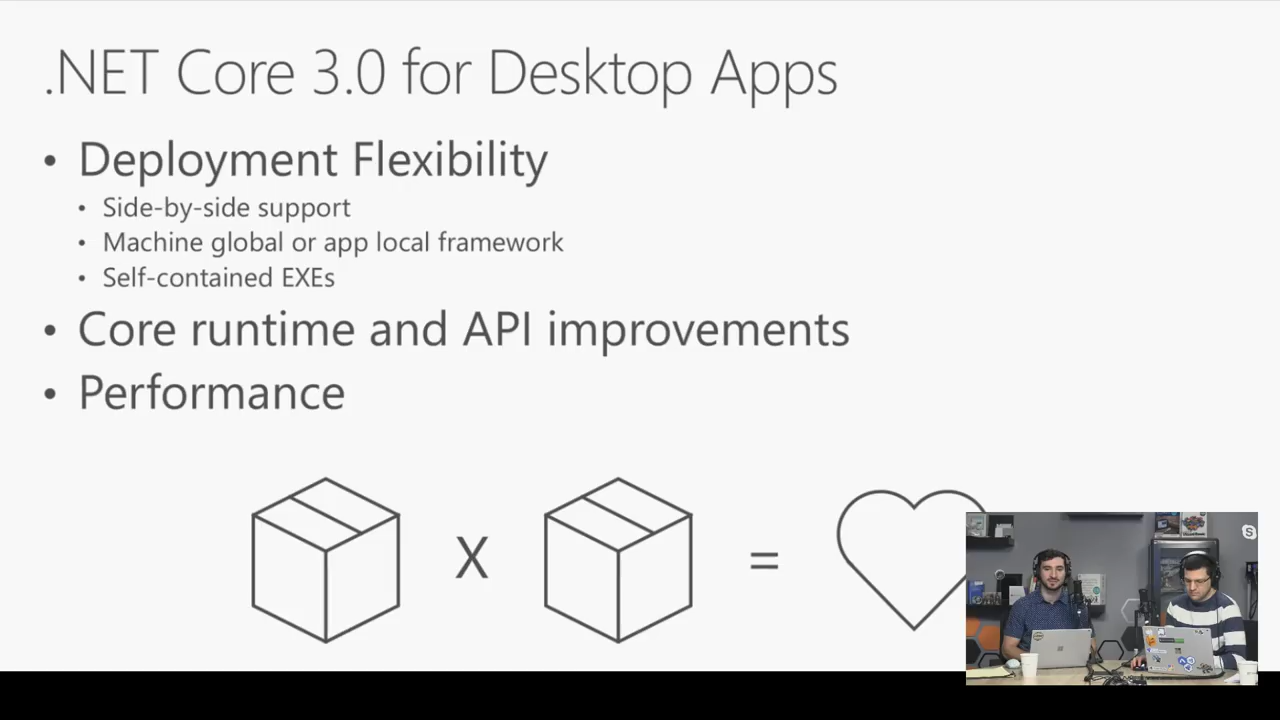 .NET Core 3.0 for Desktop Apps
• Deployment Flexibility
• Side-by-side support
• Machine global or app local framework
• Self-contained EXEs
• Core runtime and API improvements
• Performance
X =
S